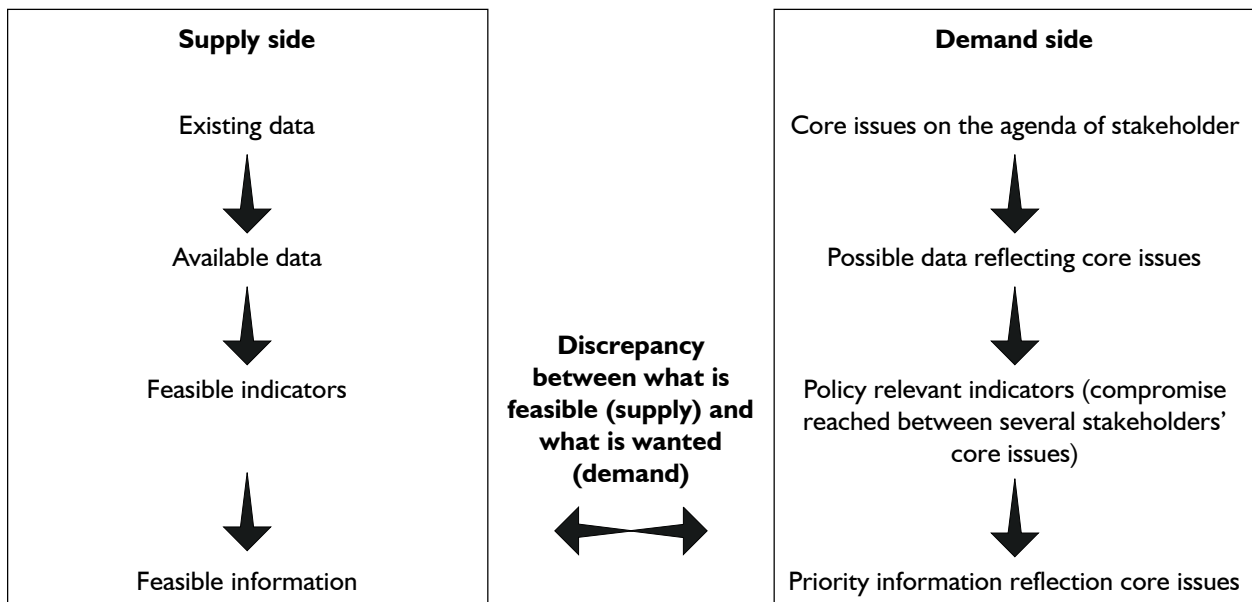 Supply side
Existing data
Available data
Feasible indicators
Feasible information
Discrepancy
between what is
feasible (supply) and
what is wanted
(demand)
Demand side
Core issues on the agenda of stakeholder
Possible data reflecting core issues
Policy relevant indicators (compromise
reached between several stakeholders’
core issues)
Priority information reflection core issues